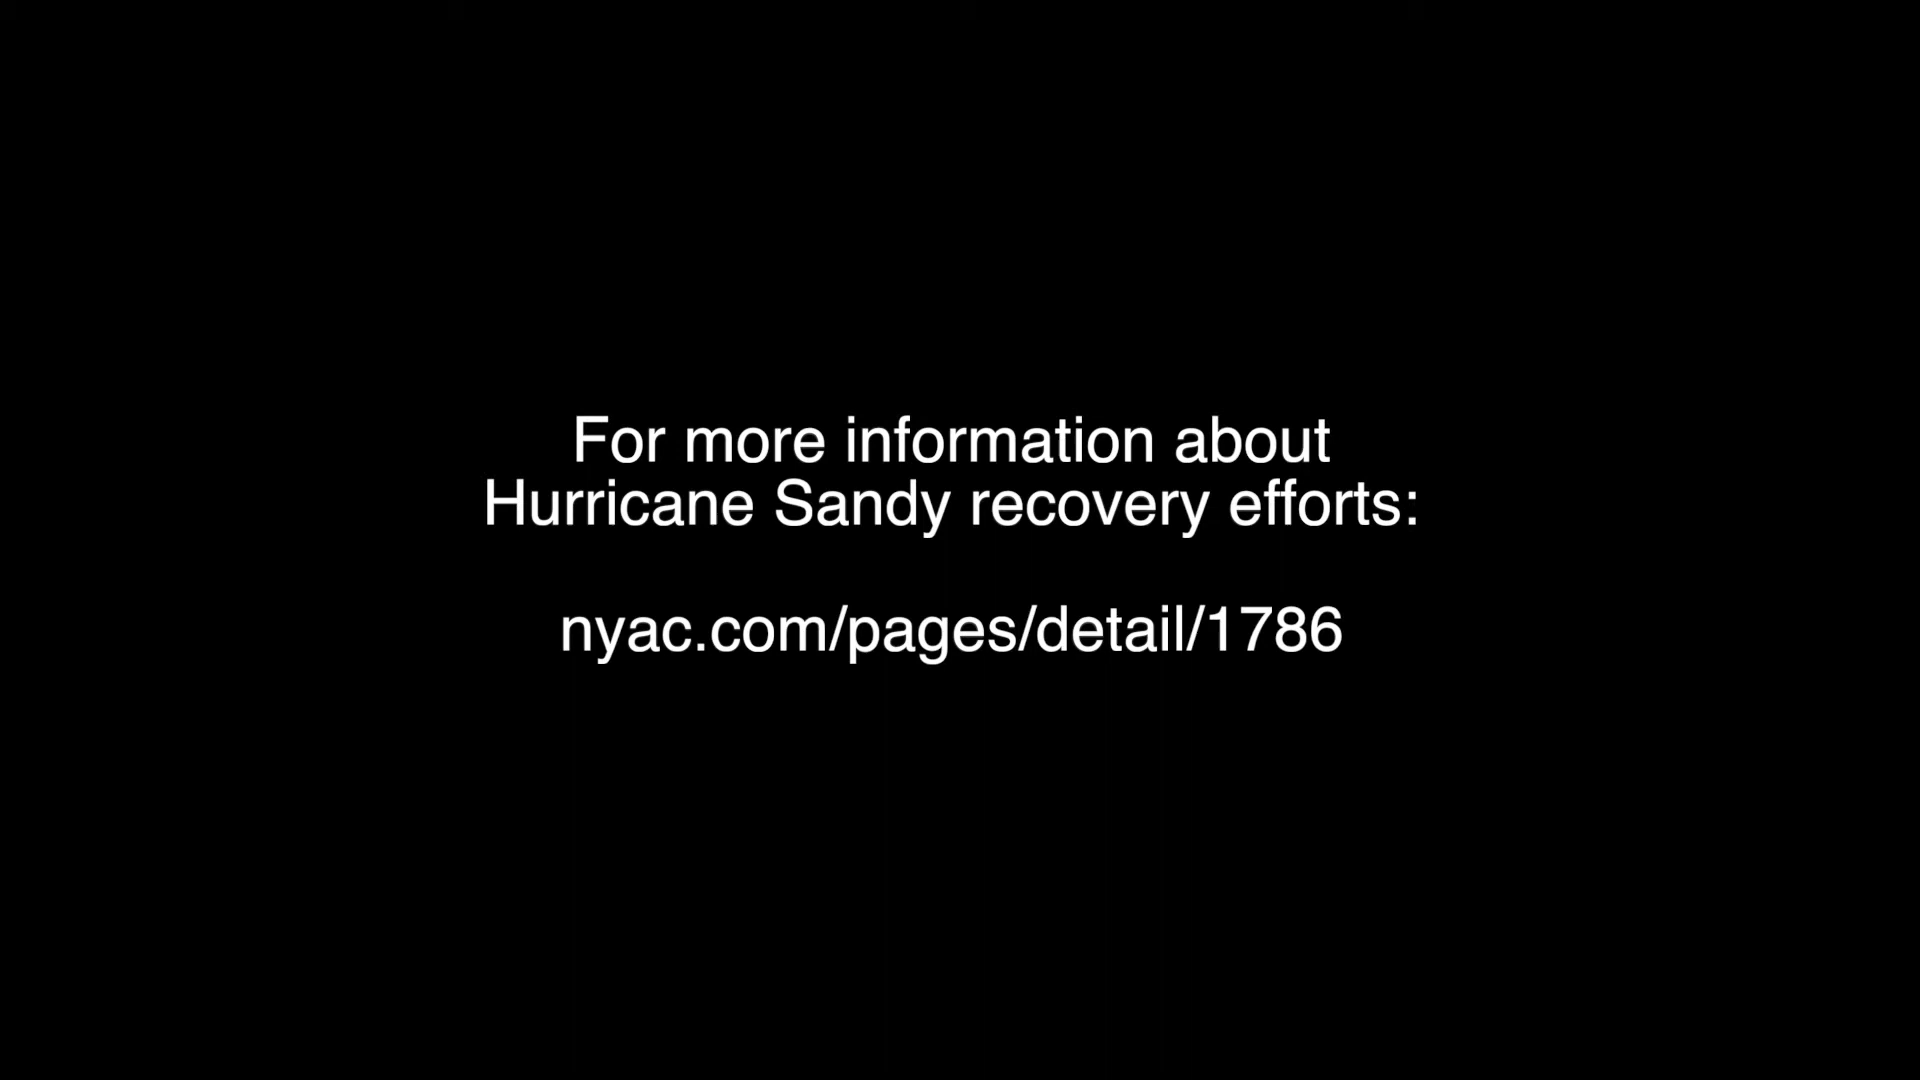 For more information about
Hurricane Sandy recovery efforts:
nyac.com/pages/detail/1786